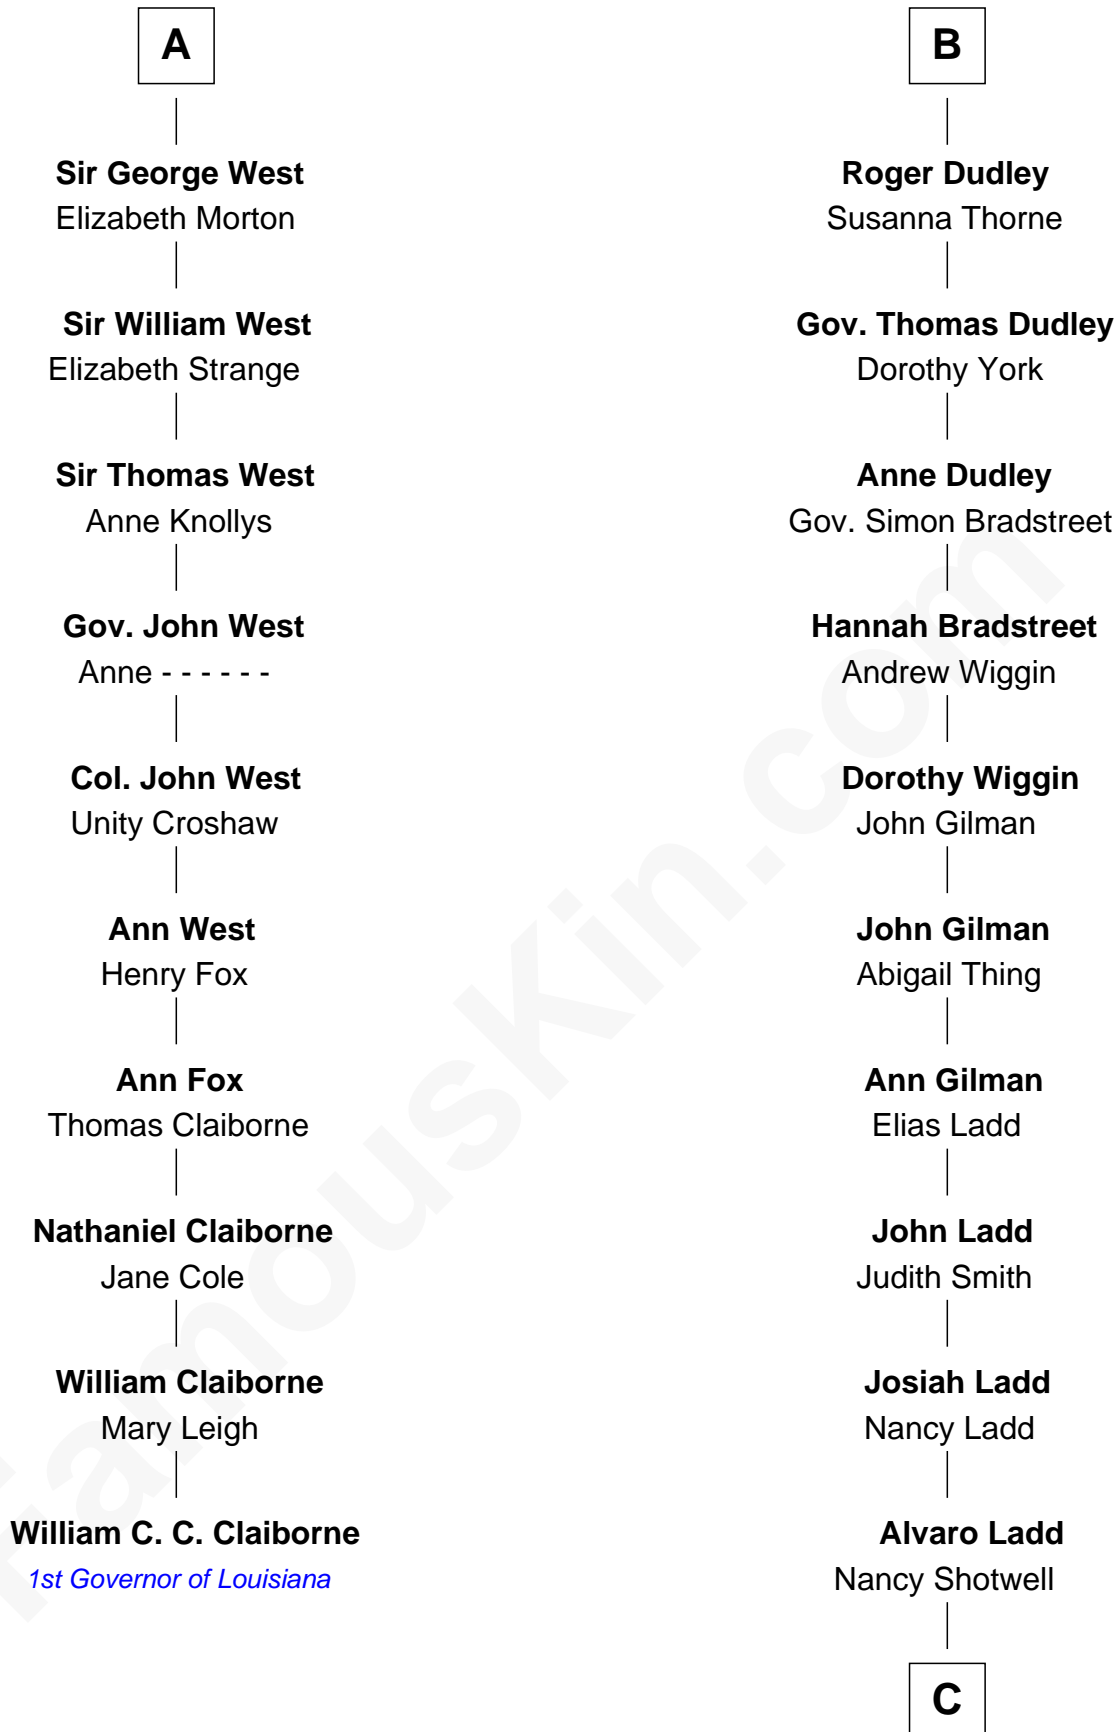 A
Sir George West
Elizabeth Morton
Sir William West
Elizabeth Strange
Sir Thomas West
Anne Knollys
Gov. John West
Anne - - - - - -
Col. John West
Unity Croshaw
Ann West
Henry Fox
Ann Fox
Thomas Claiborne
Nathaniel Claiborne
Jane Cole
William Claiborne
Mary Leigh
William C. C. Claiborne
1st Governor of Louisiana
B
Roger Dudley
Susanna Thorne
Gov. Thomas Dudley
Dorothy York
Anne Dudley
Gov. Simon Bradstreet
Hannah Bradstreet
Andrew Wiggin
Dorothy Wiggin
John Gilman
John Gilman
Abigail Thing
Ann Gilman
Elias Ladd
John Ladd
Judith Smith
Josiah Ladd
Nancy Ladd
Alvaro Ladd
Nancy Shotwell
C
FamousKin.com